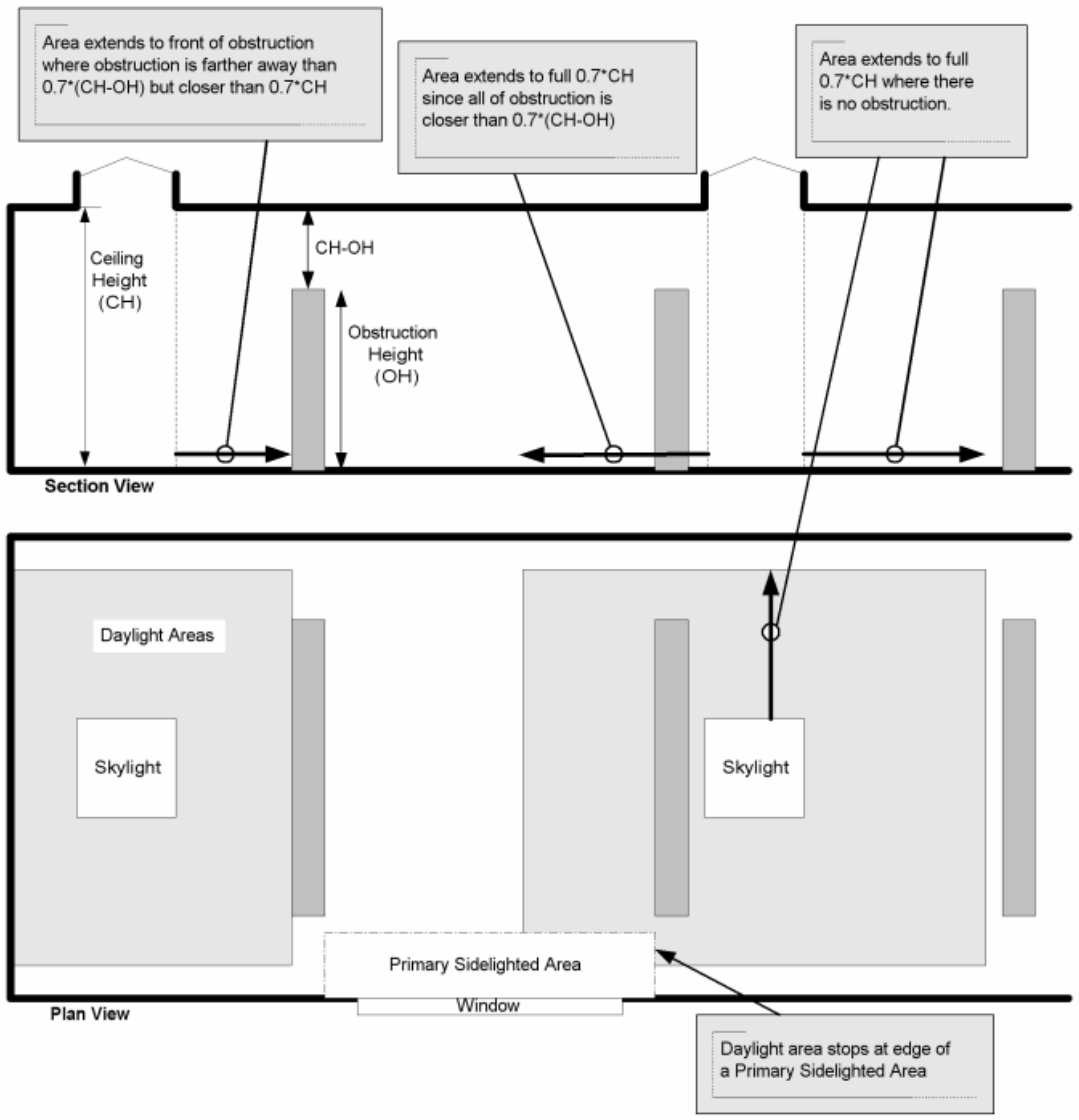 Area extends to front of obstruction
where obstruction is farther away than
0.7*(CH-OH) but closer than 0.7*CH
Area extends to full 0.7*CH
since all of obstruction is
closer than 0.7*(CH-OH)
Area extends to full
0.7*CH where there
is no obstruction.
Ceiling
Height
(CH)
CH-OH
Obstruction
Height
(OH)
Section View
Daylight Areas
Skylight
Skylight
Primary Sidelighted Area
Window
Plan View
Daylight area stops at edge of
a Primary Sidelighted Area